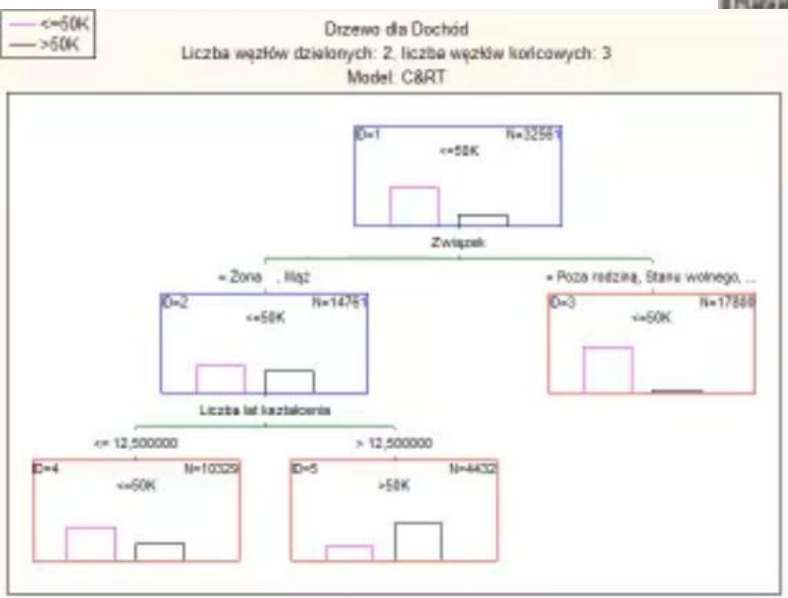 <=50K
>50K
Drzewo dla Dochód
Liczba węzłów dzielonych: 2, liczba węzłów końcowych: 3
Model: C&RT
ID=1 N=32561
<=50K
Związek
= Żona , Mąż
= Poza rodziną, Stanu wolnego, ...
ID=2 N=14761
<=50K
ID=3 N=17800
<=50K
Liczba lat kształcenia
<= 12,500000
> 12,500000
ID=4 N=10329
<=50K
ID=5 N=4432
>50K